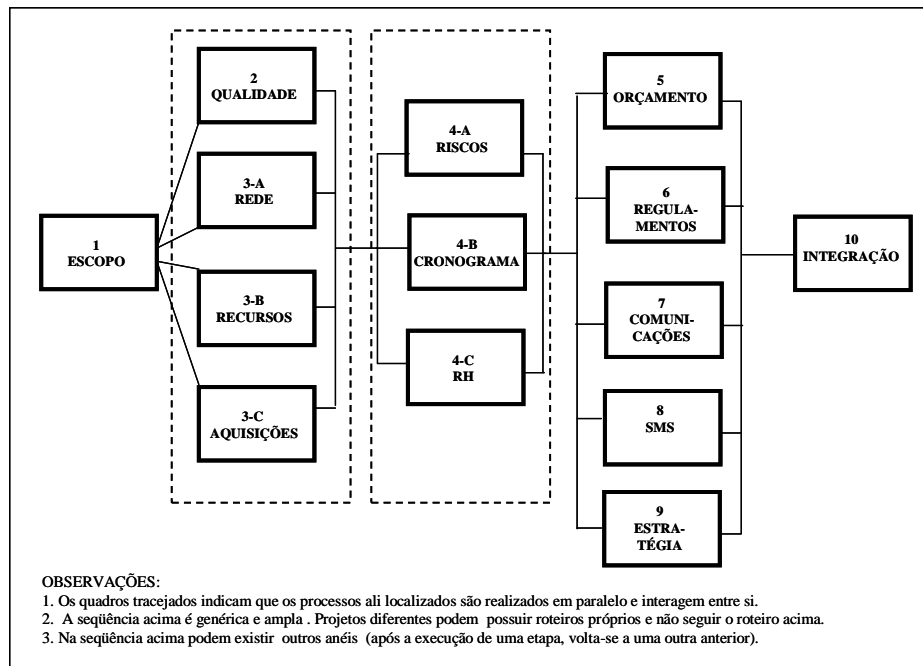 1
ESCOPO
2
QUALIDADE
3-A
REDE
3-B
RECURSOS
3-C
AQUISIÇÕES
4-A
RISCOS
4-B
CRONOGRAMA
4-C
RH
5
ORÇAMENTO
6
REGULA-
MENTOS
7
COMUNI-
CAÇÕES
8
SMS
9
ESTRA-
TÉGIA
10
INTEGRAÇÃO
OBSERVAÇÕES:
1. Os quadros tracejados indicam que os processos ali localizados são realizados em paralelo e interagem entre si.
2. A seqüência acima é genérica e ampla . Projetos diferentes podem possuir roteiros próprios e não seguir o roteiro acima.
3. Na seqüência acima podem existir outros anéis (após a execução de uma etapa, volta-se a uma outra anterior).